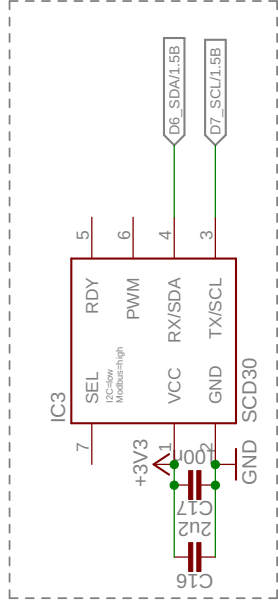 D6_SDA/1.5B
D7_SCL/1.5B
5
6
4
3
RDY
PWM
RX/SDA
TX/SCL
IC3
SEL
I2C=low
Modbus=high
VCC
GND
SCD30
7
1
2
+3V3
100n
GND
C17
2u2
C16